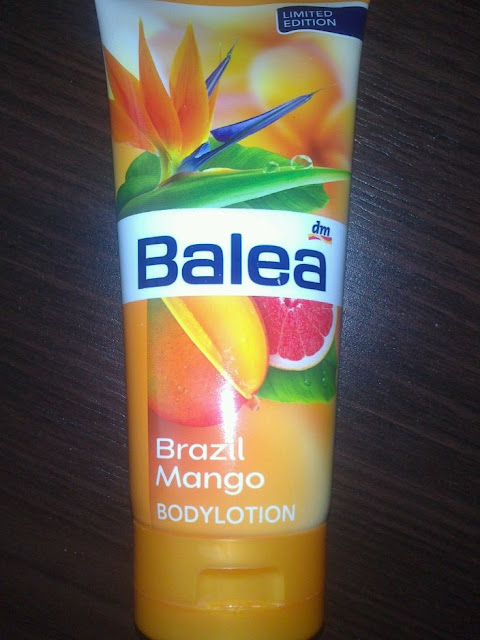 LIMITED
EDITION
dm
Balea
Brazil
Mango
BODYLOTION